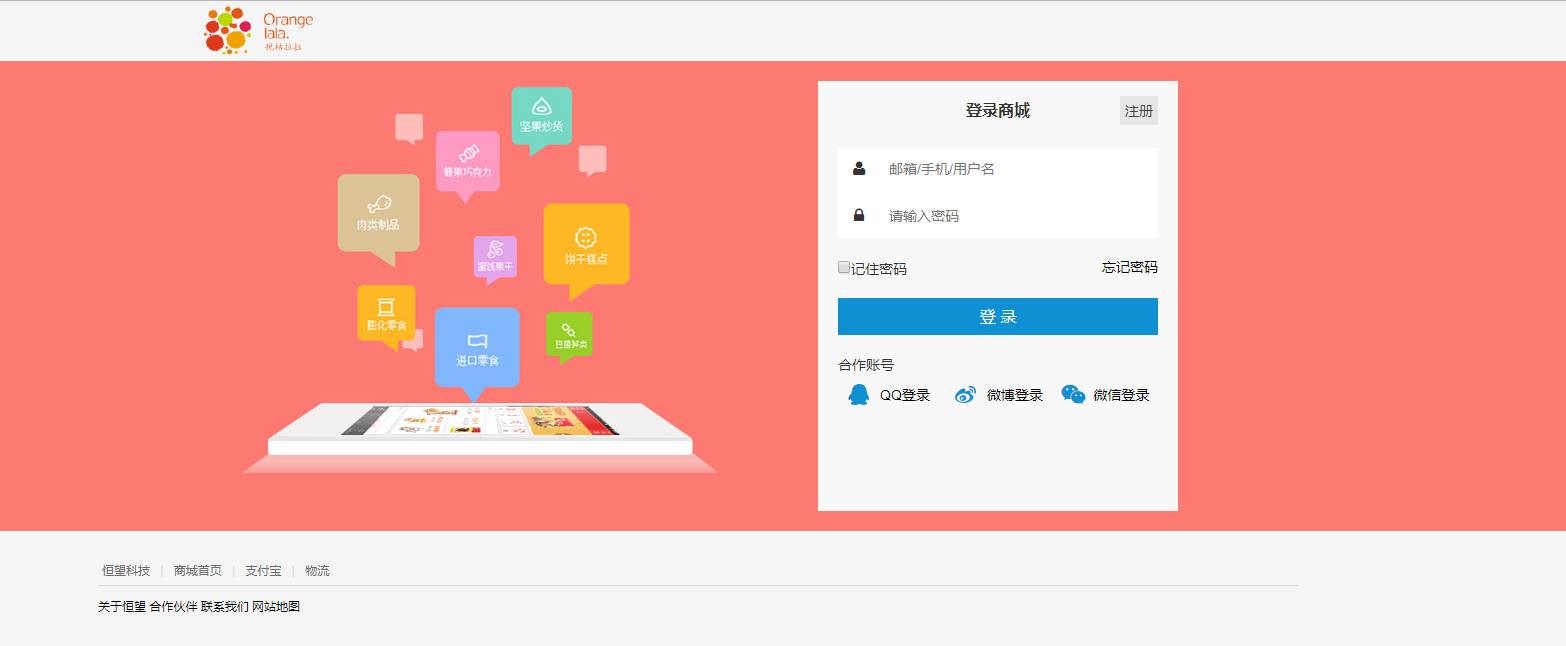 Orange
lala.
悦桔拉拉
坚果炒货
糖果巧克力
肉类制品
蜜饯果干
饼干糕点
膨化零食
进口零食
豆菌笋类
登录商城
注册
邮箱/手机/用户名
请输入密码
记住密码
忘记密码
登 录
合作账号
QQ登录 微博登录 微信登录
恒望科技 | 商城首页 | 支付宝 | 物流
关于恒望 合作伙伴 联系我们 网站地图